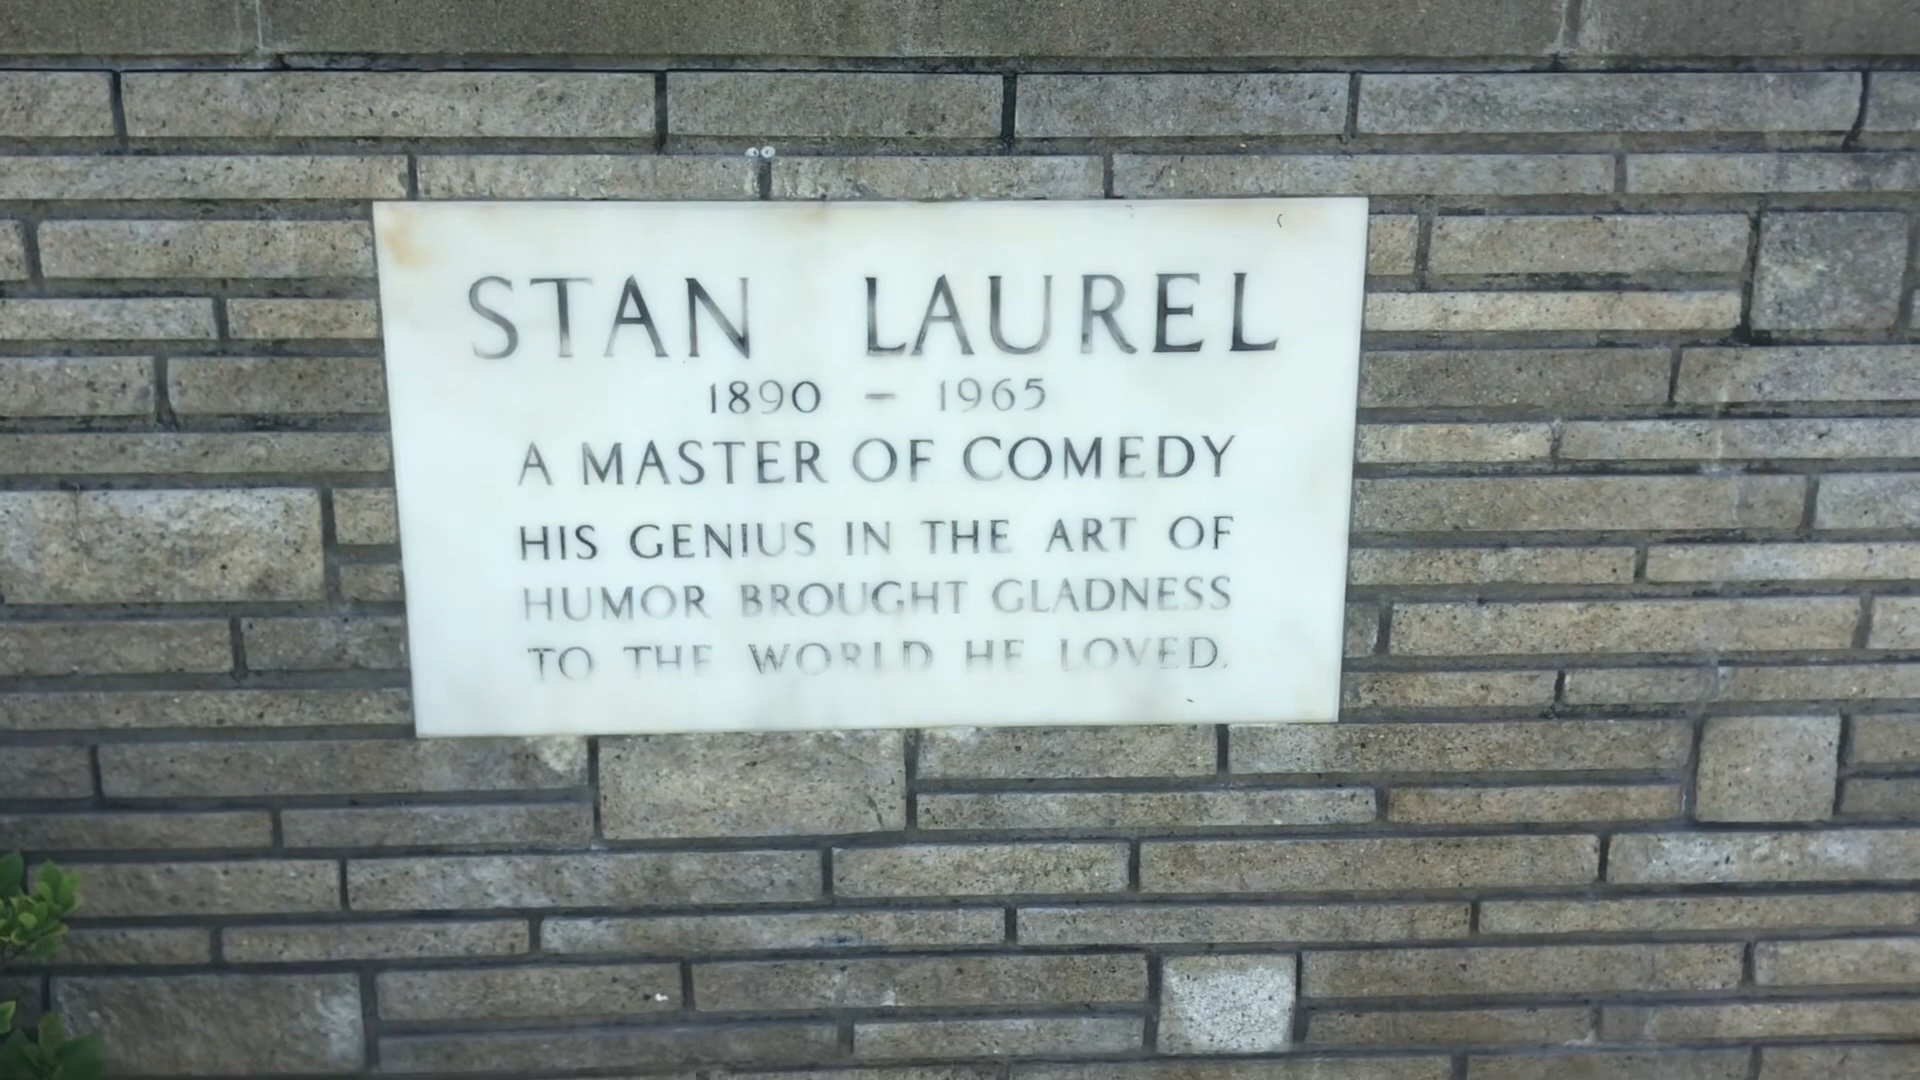 STAN LAUREL
1890 – 1965
A MASTER OF COMEDY
HIS GENIUS IN THE ART OF
HUMOR BROUGHT GLADNESS
TO THE WORLD HE LOVED.